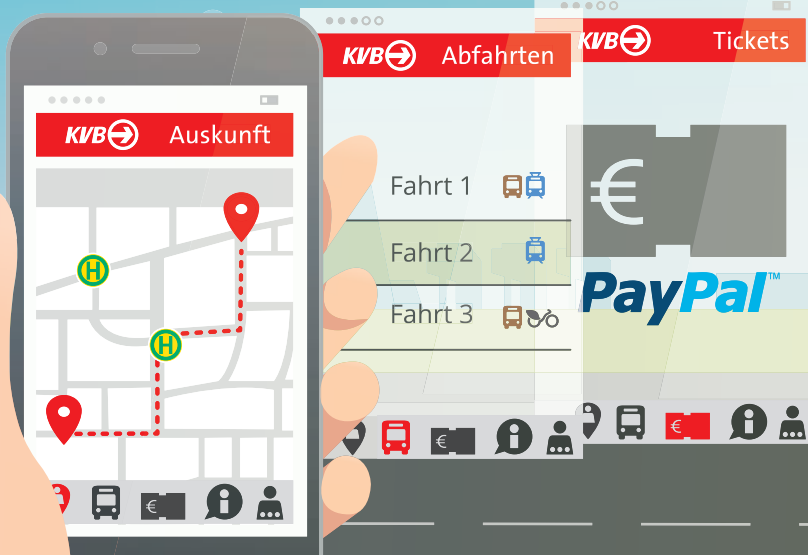 KVB Auskunft
H
H
€
KVB Abfahrten
Fahrt 1
Fahrt 2
Fahrt 3
€
KVB Tickets
€
PayPal™
€